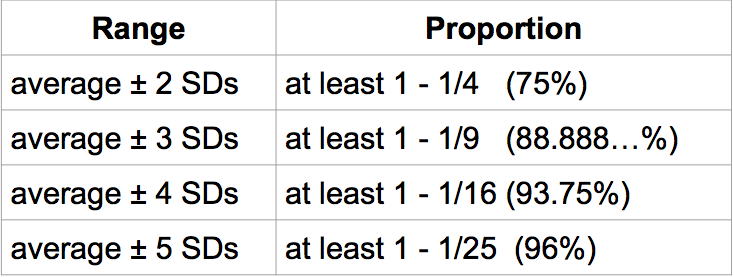 Range Proportion
average ± 2 SDs at least 1 - 1/4 (75%)
average ± 3 SDs at least 1 - 1/9 (88.888…%)
average ± 4 SDs at least 1 - 1/16 (93.75%)
average ± 5 SDs at least 1 - 1/25 (96%)